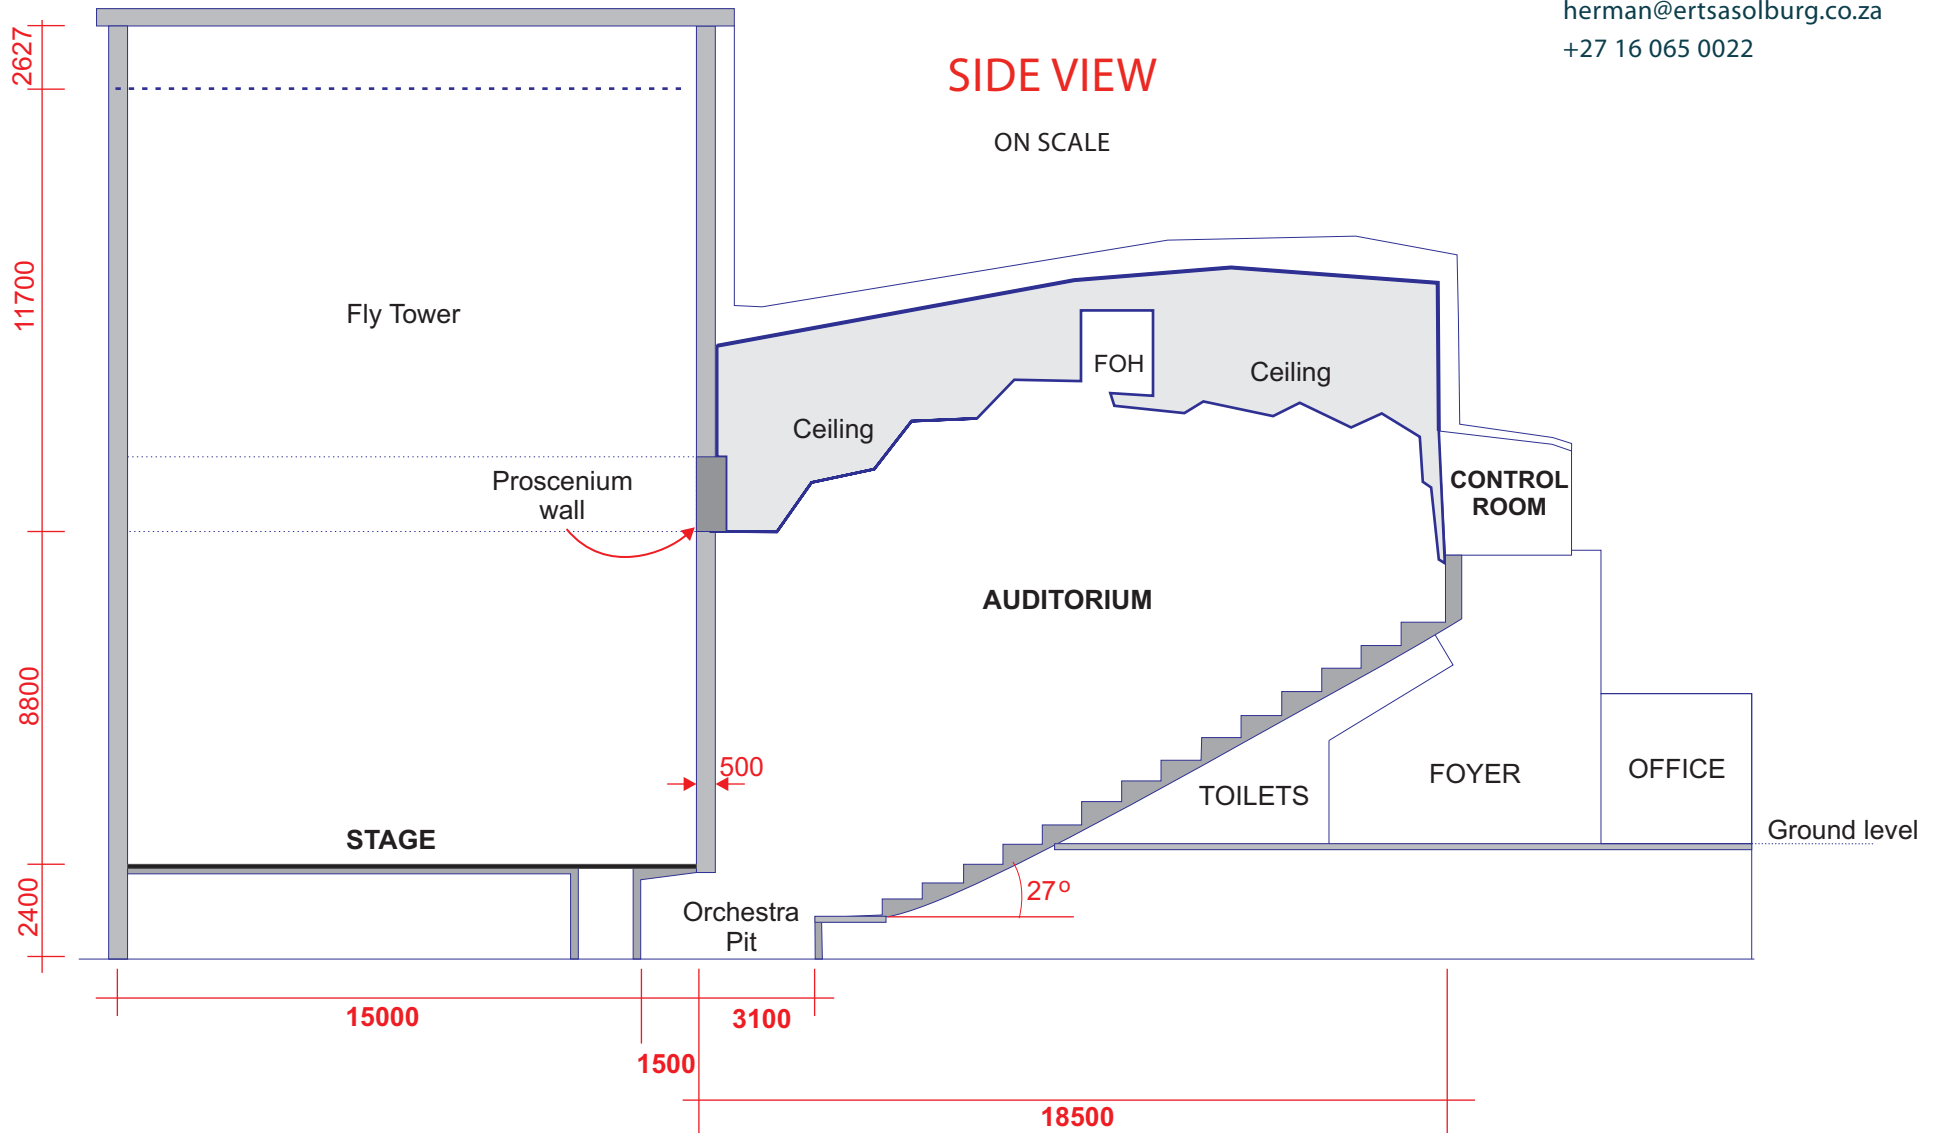 herman@ertsasolburg.co.za
+27 16 065 0022
SIDE VIEW
ON SCALE
2627
11700
8800
2400
Fly Tower
FOH
Ceiling
Ceiling
Proscenium
wall
CONTROL
ROOM
AUDITORIUM
500
STAGE
TOILETS
FOYER
OFFICE
Ground level
27º
Orchestra
Pit
15000
3100
1500
18500